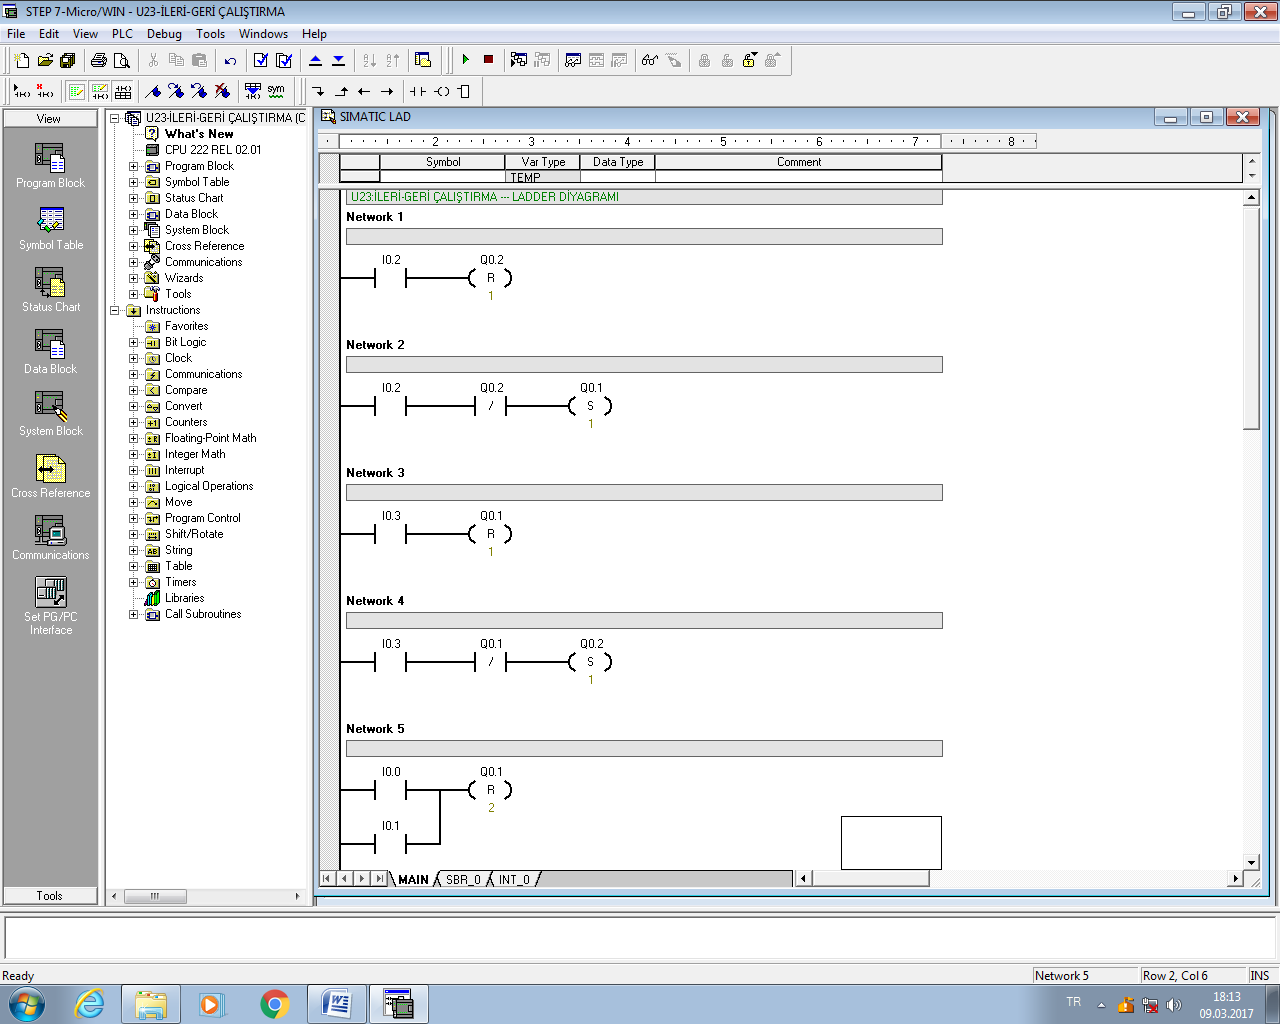 STEP 7-Micro/WIN - U23-İLERİ-GERİ ÇALIŞTIRMA
File Edit View PLC Debug Tools Windows Help
sym
View
Program Block
Symbol Table
Status Chart
Data Block
System Block
Cross Reference
Communications
Set PG/PC
Interface
Tools
U23-İLERİ-GERİ ÇALIŞTIRMA (C
What's New
CPU 222 REL 02.01
Program Block
Symbol Table
Status Chart
Data Block
System Block
Cross Reference
Communications
Wizards
Tools
Instructions
Favorites
Bit Logic
Clock
Communications
Compare
Convert
Counters
Floating-Point Math
Integer Math
Interrupt
Logical Operations
Move
Program Control
Shift/Rotate
String
Table
Timers
Libraries
Call Subroutines
SIMATIC LAD
2 3 4 5 6 7 8
Symbol Var Type Data Type Comment
TEMP
U23:İLERİ-GERİ ÇALIŞTIRMA --- LADDER DİYAGRAMI
Network 1
I0.2 Q0.2
R
1
Network 2
I0.2 Q0.2 Q0.1
/ S
1
Network 3
I0.3 Q0.1
R
1
Network 4
I0.3 Q0.1 Q0.2
/ S
1
Network 5
I0.0 Q0.1
R
2
I0.1
MAIN SBR_0 INT_0
Ready
Network 5 Row 2, Col 6 INS
TR
18:13
09.03.2017